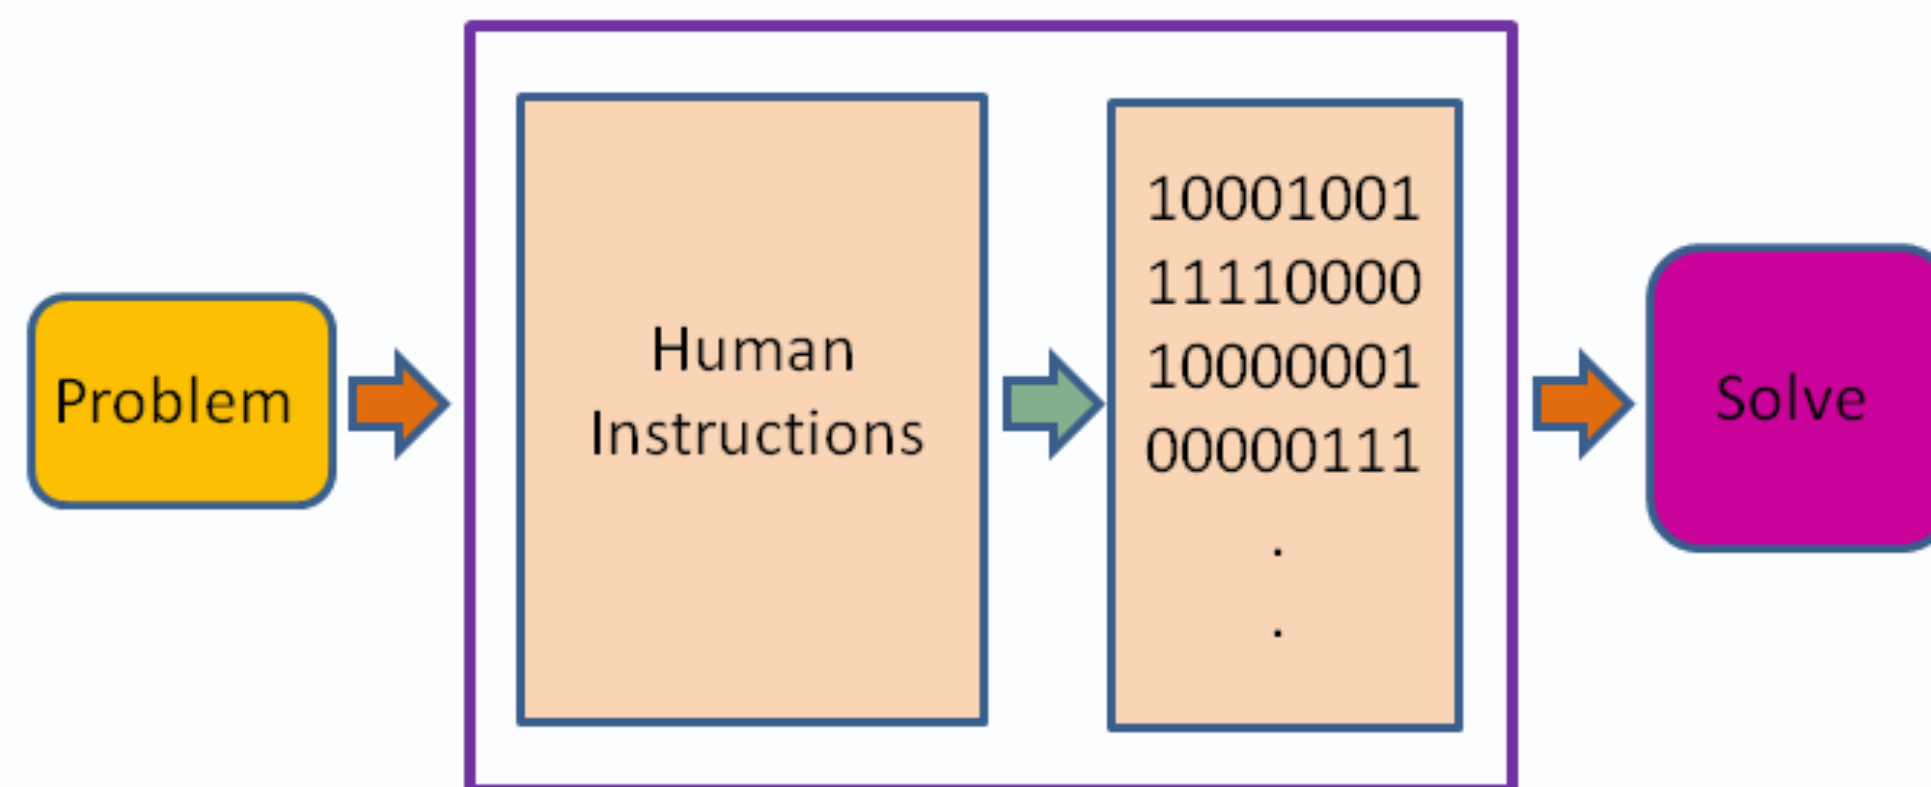 Problem
Human
Instructions
10001001
11110000
10000001
00000111
.
.
Solve